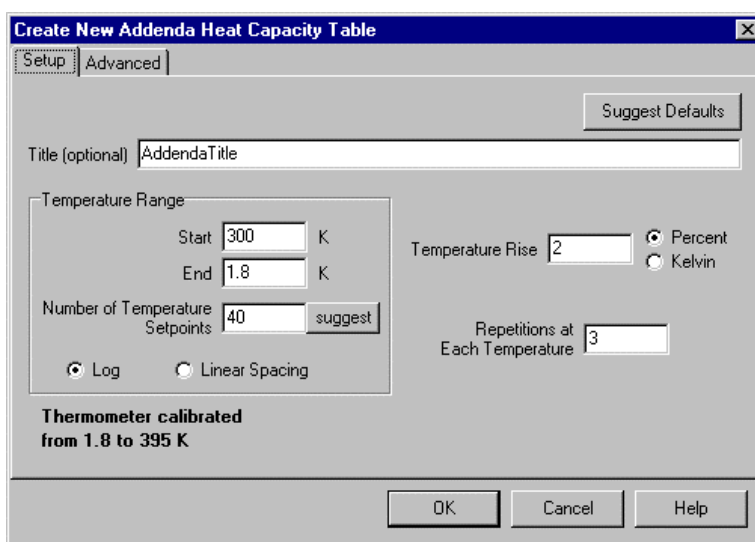 Create New Addenda Heat Capacity Table
Setup Advanced
Suggest Defaults
Title (optional) AddendaTitle
Temperature Range
Start 300 K
End 1.8 K
Number of Temperature
Setpoints 40 suggest
Log Linear Spacing
Temperature Rise 2 Percent
Kelvin
Repetitions at
Each Temperature 3
Thermometer calibrated
from 1.8 to 395 K
OK Cancel Help